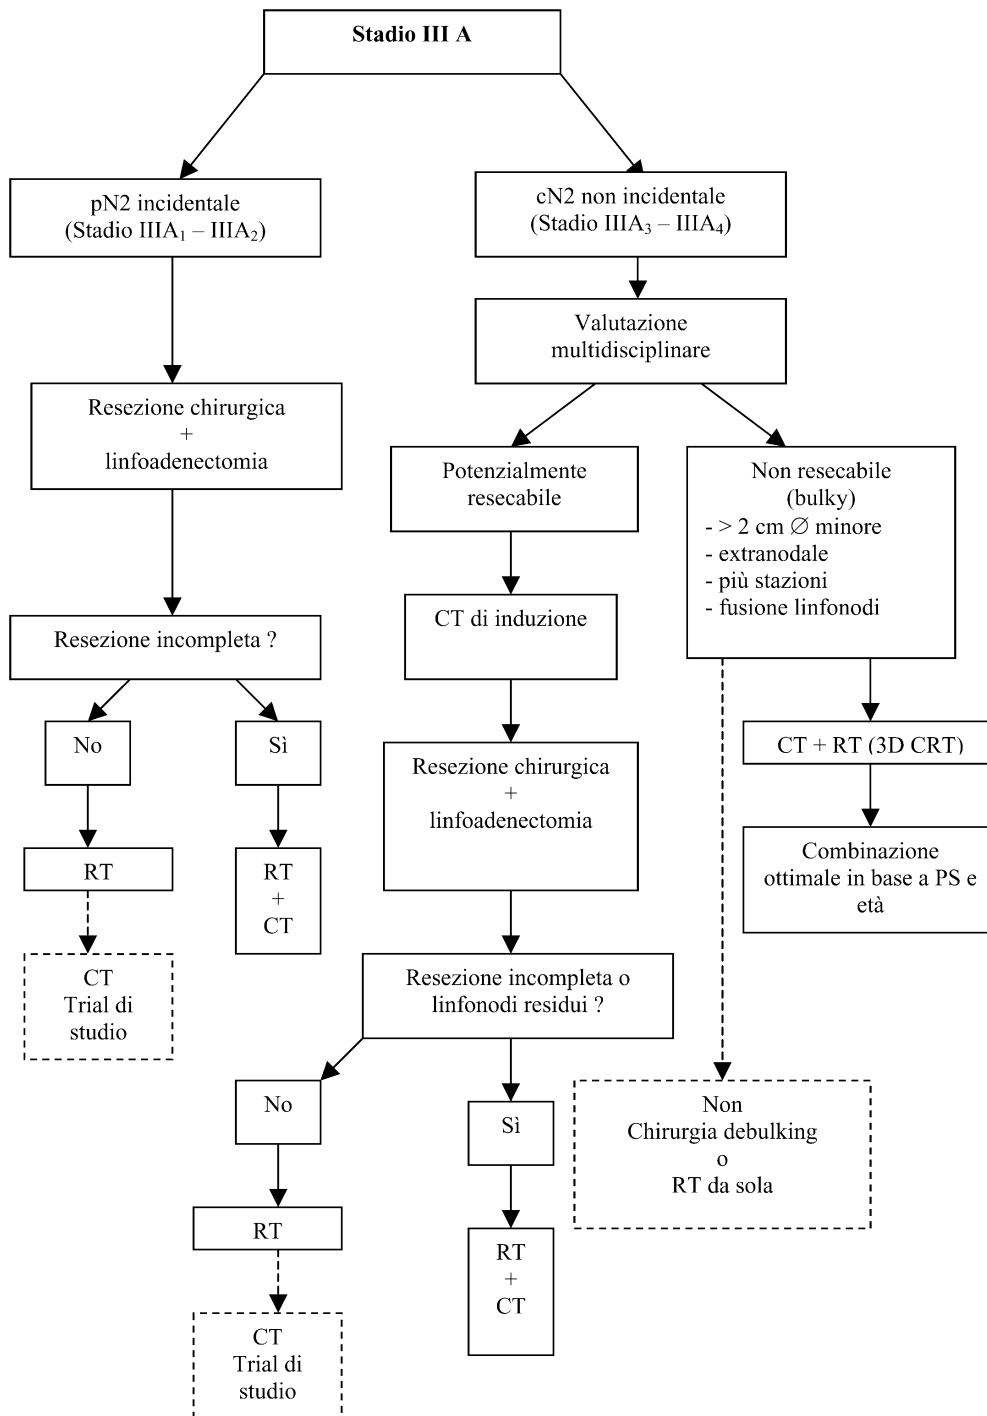 Stadio III A
pN2 incidentale
(Stadio IIIA₁ – IIIA₂)
cN2 non incidentale
(Stadio IIIA₃ – IIIA₄)
Valutazione
multidisciplinare
Resezione chirurgica
+
linfoadenectomia
Potenzialmente
resecabile
Non resecabile
(bulky)
- > 2 cm ∅ minore
- extranodale
- più stazioni
- fusione linfonodi
CT di induzione
Resezione incompleta ?
No
Sì
CT + RT (3D CRT)
Resezione chirurgica
+
linfoadenectomia
RT
RT
+
CT
Combinazione
ottimale in base a PS e
età
CT
Trial di
studio
Resezione incompleta o
linfonodi residui ?
No
Sì
Non
Chirurgia debulking
o
RT da sola
RT
RT
+
CT
CT
Trial di
studio